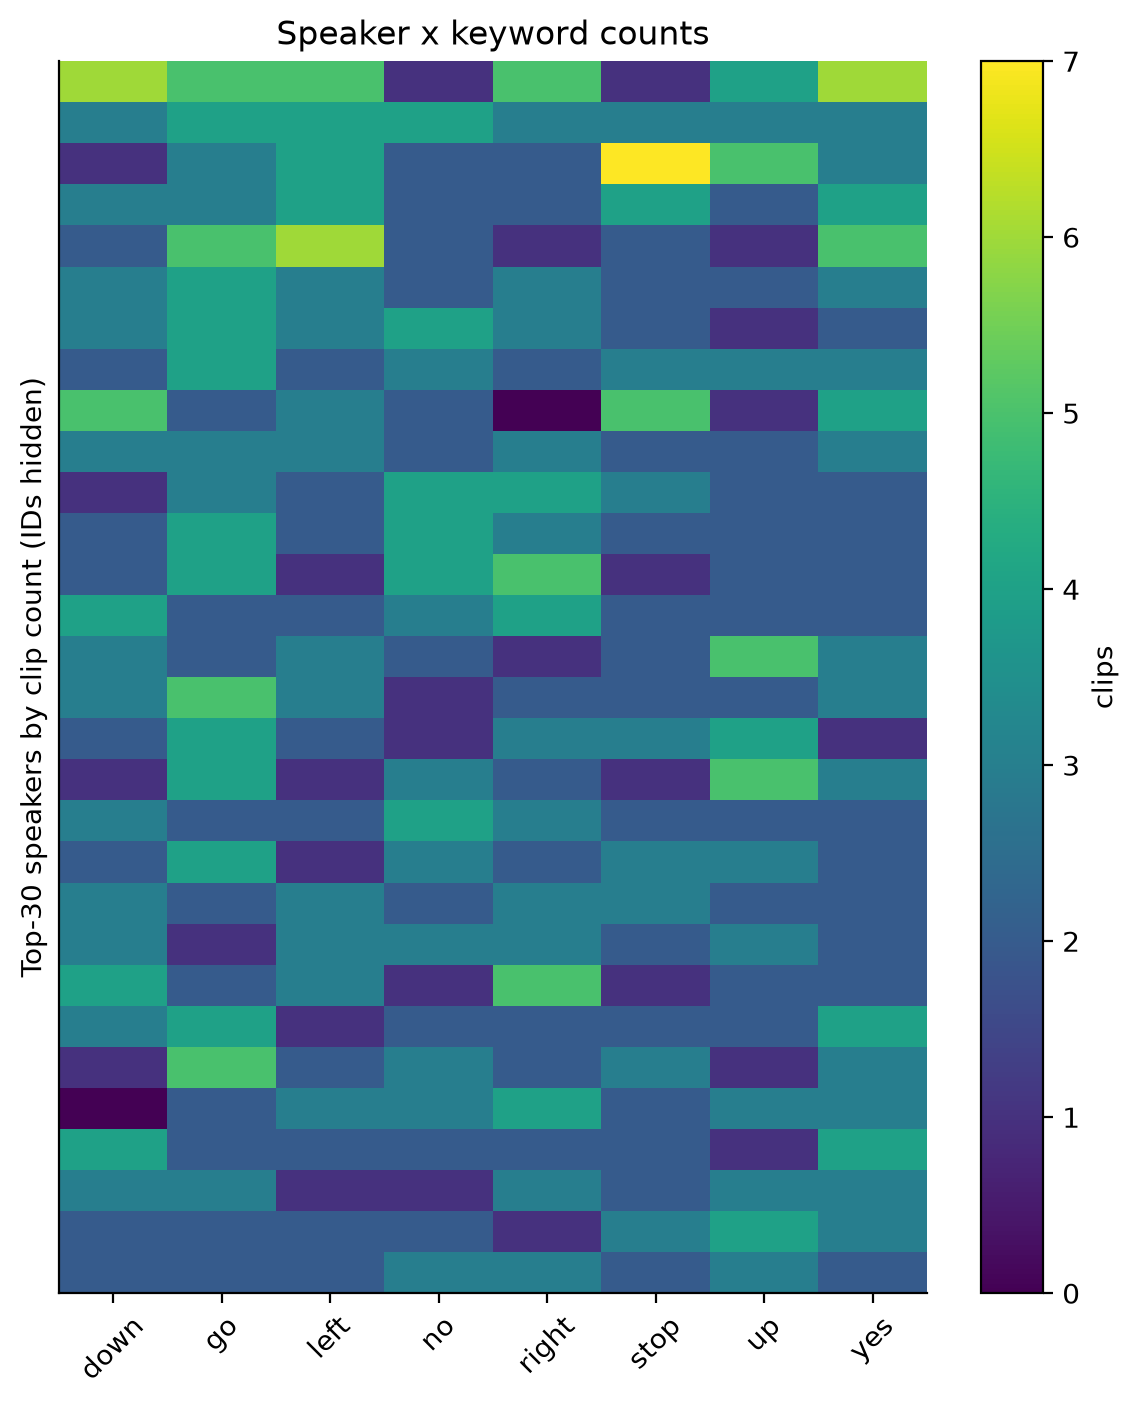 Speaker x keyword counts
Top-30 speakers by clip count (IDs hidden)
down
go
left
no
right
stop
up
yes
7
6
5
4
3
2
1
0
clips